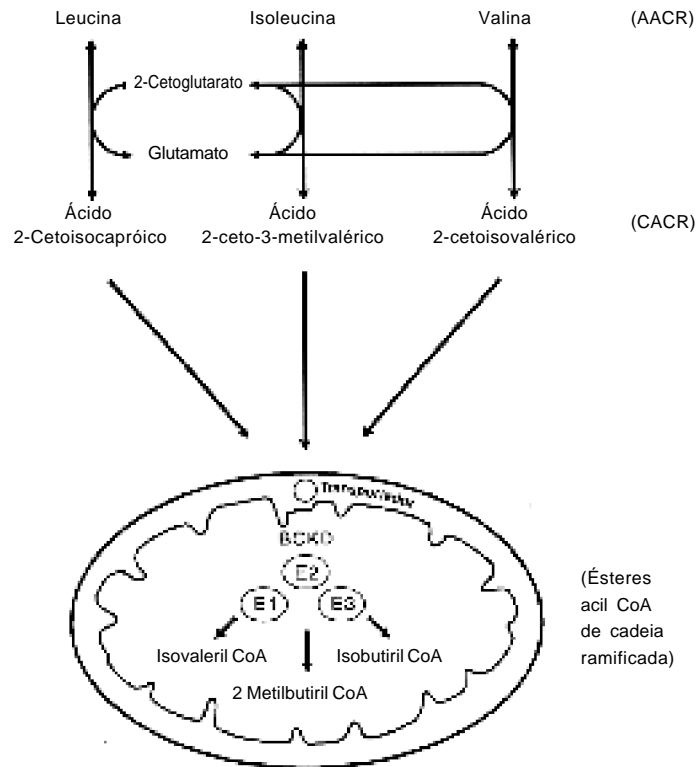 Leucina Isoleucina Valina (AACR)
2-Cetoglutarato
Glutamato
Ácido Ácido Ácido
2-Cetoisocapróico 2-ceto-3-metilvalérico 2-cetoisovalérico (CACR)
Transportador
BCKD
E2
E1 E3
Isovaleril CoA Isobutiril CoA
2 Metilbutiril CoA
(Ésteres
acil CoA
de cadeia
ramificada)